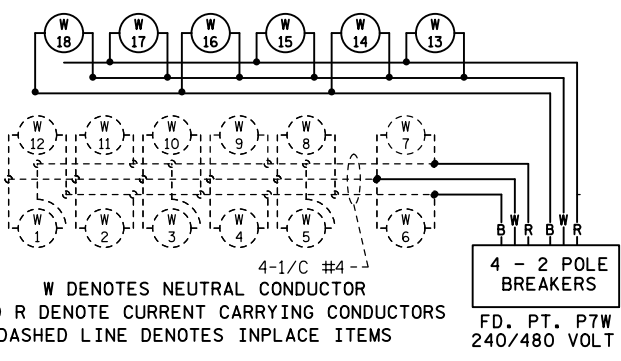 W W W W W W
18 17 16 15 14 13
W W W W W W
12 11 10 9 8 7
W W W W W W
1 2 3 4 5 6
B W R B W R
4-1/C #4
4 - 2 POLE
BREAKERS
W DENOTES NEUTRAL CONDUCTOR
R DENOTE CURRENT CARRYING CONDUCTORS
DASHED LINE DENOTES INPLACE ITEMS
FD. PT. P7W
240/480 VOLT